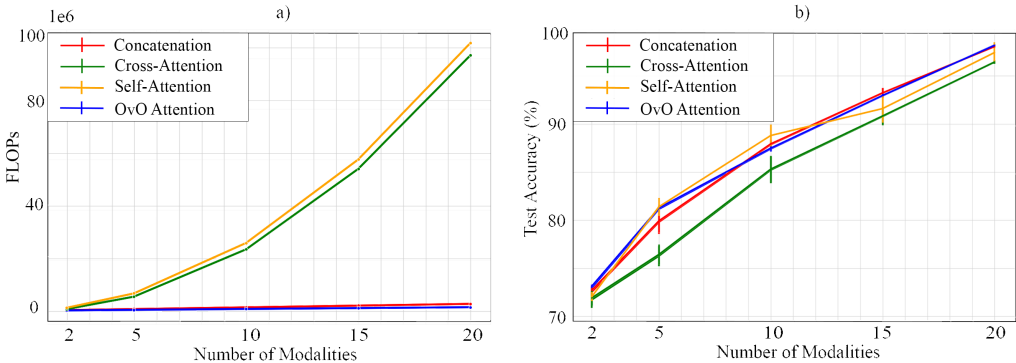 a)
1e6
100
80
40
0
FLOPs
Concatenation
Cross-Attention
Self-Attention
OvO Attention
2 5 10 15 20
Number of Modalities
b)
100
90
80
70
Test Accuracy (%)
Concatenation
Cross-Attention
Self-Attention
OvO Attention
2 5 10 15 20
Number of Modalities